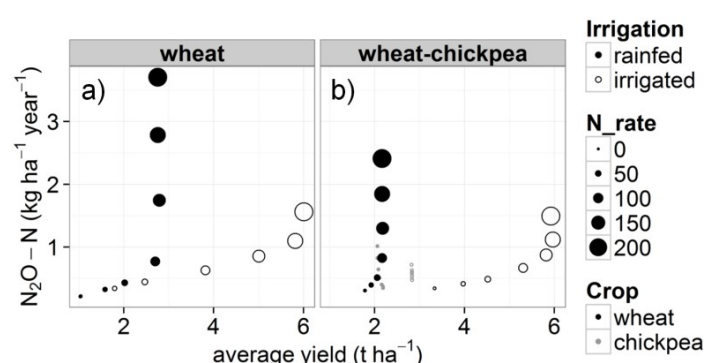 wheat
wheat-chickpea
a)
b)
N₂O – N (kg ha⁻¹ year⁻¹)
3
2
1
2
4
6
2
4
6
average yield (t ha⁻¹)
Irrigation
rainfed
irrigated
N_rate
0
50
100
150
200
Crop
wheat
chickpea